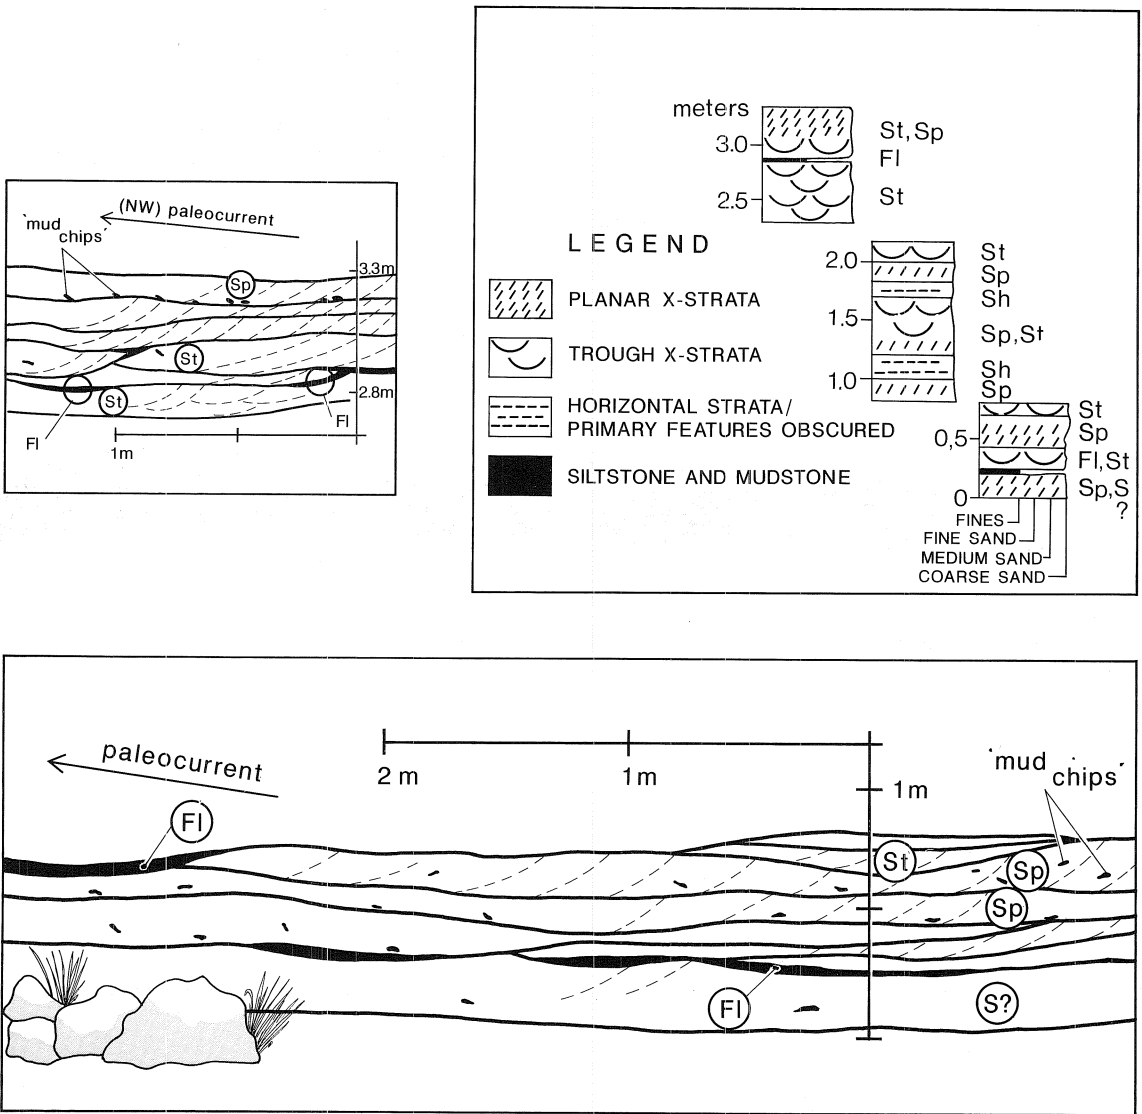 (NW) paleocurrent
'mud
chips'
3.3m
Sp
St
2.8m
St
Fl
Fl
1m
meters
3.0
St, Sp
Fl
2.5
St
LEGEND
PLANAR X-STRATA
TROUGH X-STRATA
HORIZONTAL STRATA/
PRIMARY FEATURES OBSCURED
SILTSTONE AND MUDSTONE
St
2.0
Sp
Sh
1.5
Sp,St
Sh
1.0
Sp
St
0,5
Sp
Fl,St
0
Sp,S
?
FINES
FINE SAND
MEDIUM SAND
COARSE SAND
paleocurrent
2 m
1m
1m
'mud
chips'
Fl
St
Sp
Sp
Fl
S?